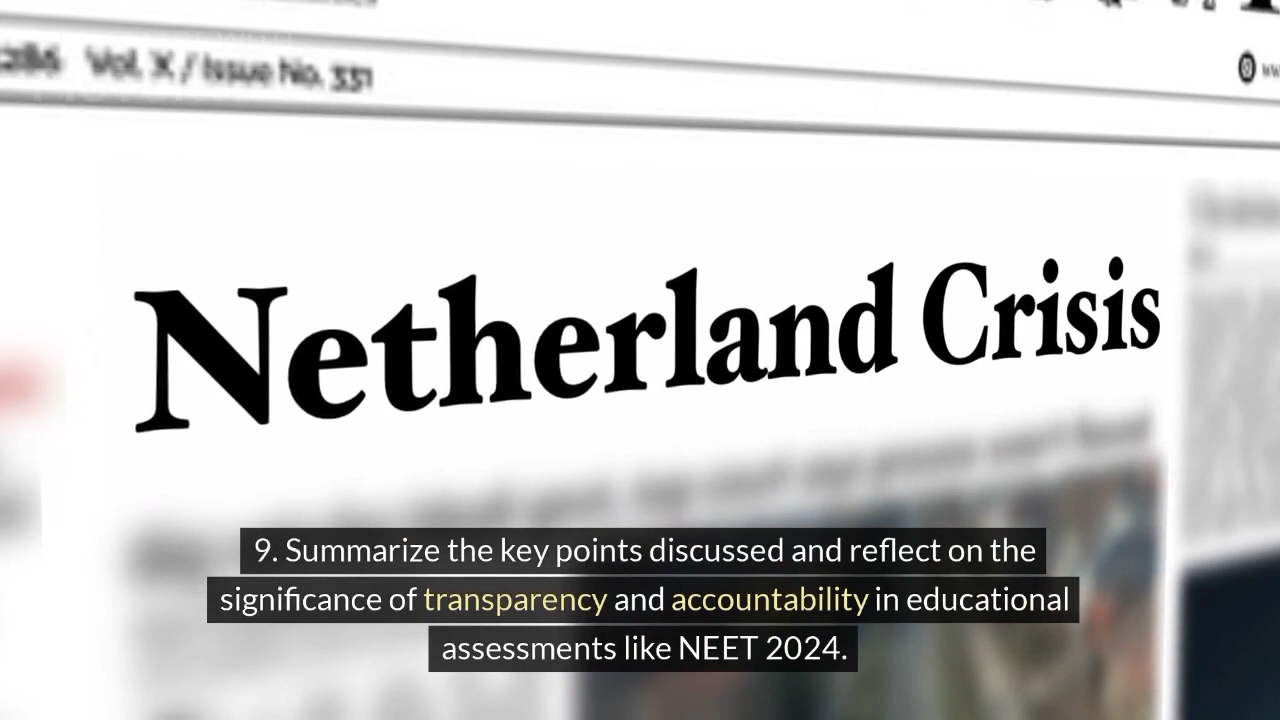 Vol. X / Issue No. 331
Netherland Crisis
9. Summarize the key points discussed and reflect on the
significance of transparency and accountability in educational
assessments like NEET 2024.